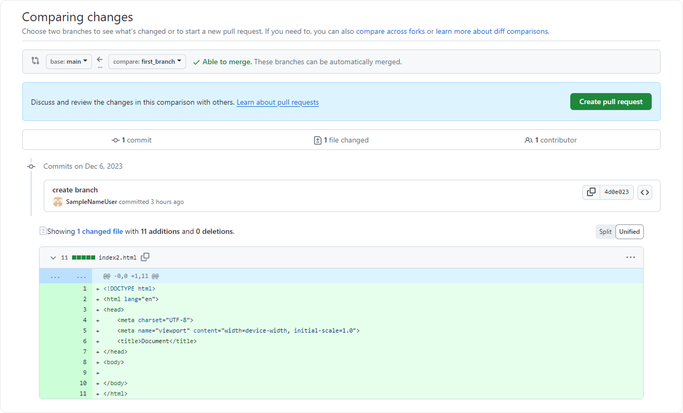 Comparing changes
Choose two branches to see what's changed or to start a new pull request. If you need to, you can also compare across forks or learn more about diff comparisons.
base: main compare: first_branch Able to merge. These branches can be automatically merged.
Discuss and review the changes in this comparison with others. Learn about pull requests Create pull request
1 commit 1 file changed 1 contributor
Commits on Dec 6, 2023
create branch
4d0e023
SampleNameUser committed 3 hours ago
Showing 1 changed file with 11 additions and 0 deletions. Split Unified
11 index2.html
... ... @@ -0,0 +1,11 @@
1 + <!DOCTYPE html>
2 + <html lang="en">
3 + <head>
4 + <meta charset="UTF-8">
5 + <meta name="viewport" content="width=device-width, initial-scale=1.0">
6 + <title>Document</title>
7 + </head>
8 + <body>
9 +
10 + </body>
11 + </html>